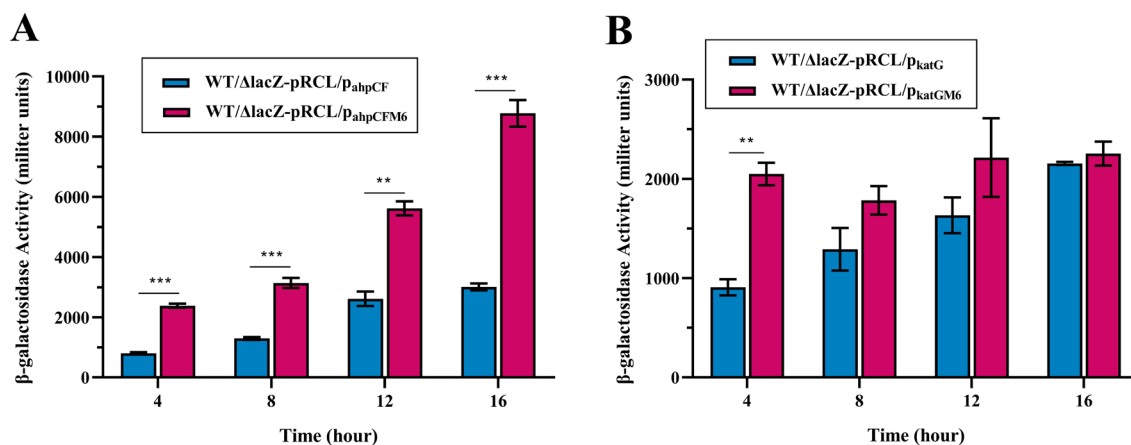 A
WT/ΔlacZ-pRCL/pahpCF
WT/ΔlacZ-pRCL/pahpCFM6
β-galactosidase Activity (militer units)
10000
8000
6000
4000
2000
0
***
***
**
***
4
8
12
16
Time (hour)
B
WT/ΔlacZ-pRCL/pkatG
WT/ΔlacZ-pRCL/pkatGM6
β-galactosidase Activity (militer units)
3000
2000
1000
0
**
4
8
12
16
Time (hour)